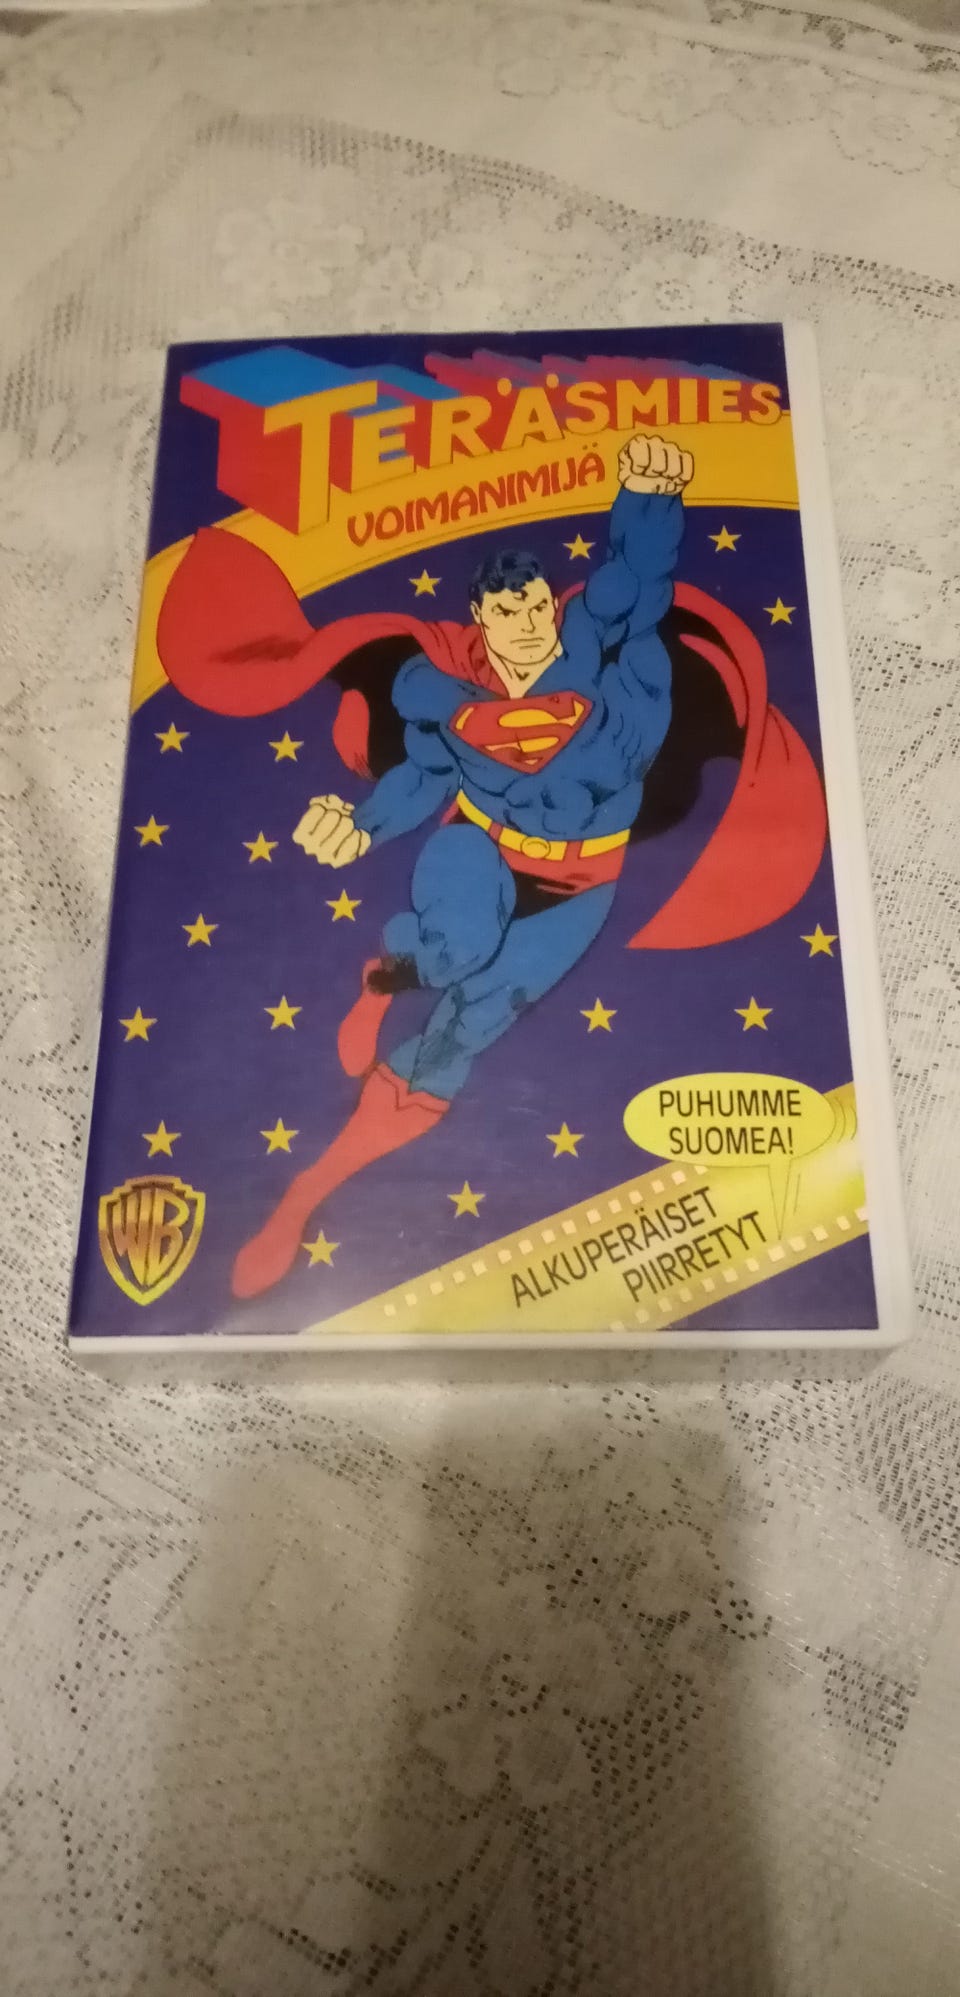 TERÄSMIES
VOIMANIMIJÄ
S
PUHUMME
SUOMEA!
ALKUPERÄISET
PIIRRETYT
WB